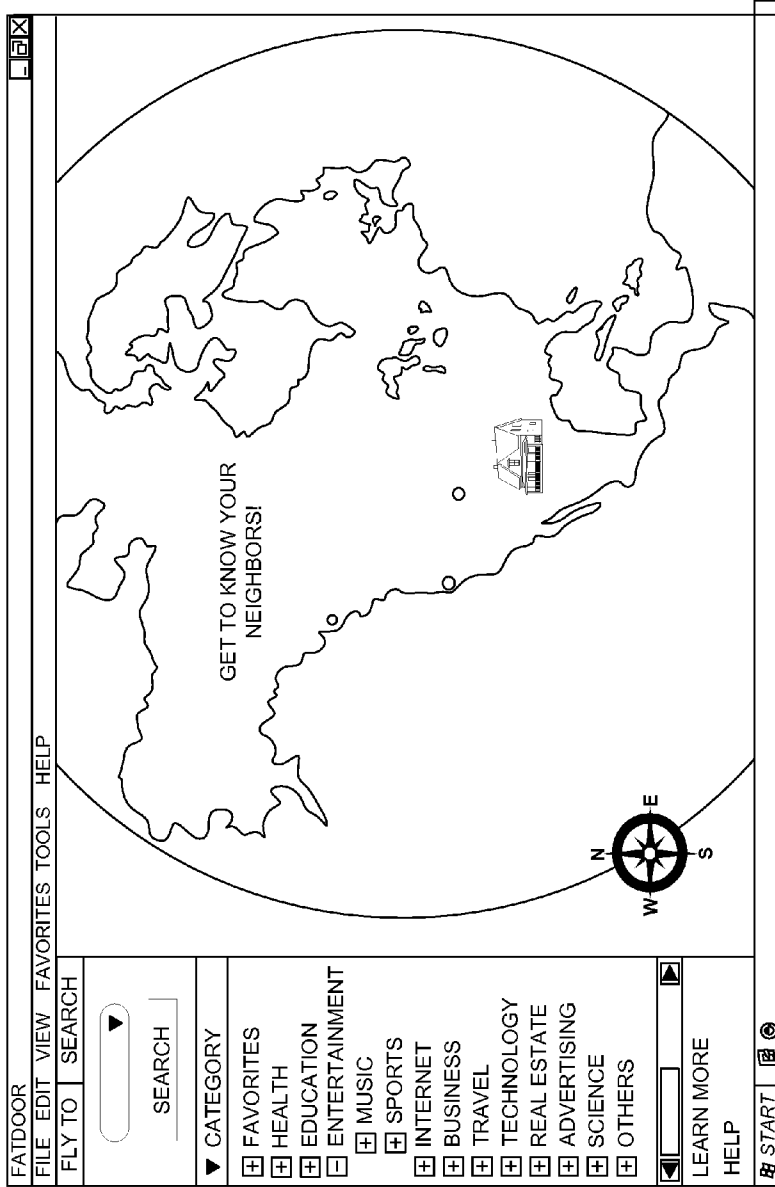 FATDOOR
FILE EDIT VIEW FAVORITES TOOLS HELP
FLY TO SEARCH
SEARCH
▼ CATEGORY
+ FAVORITES
+ HEALTH
+ EDUCATION
- ENTERTAINMENT
+ MUSIC
+ SPORTS
+ INTERNET
+ BUSINESS
+ TRAVEL
+ TECHNOLOGY
+ REAL ESTATE
+ ADVERTISING
+ SCIENCE
+ OTHERS
LEARN MORE
HELP
GET TO KNOW YOUR
NEIGHBORS!
N
W E
S
START